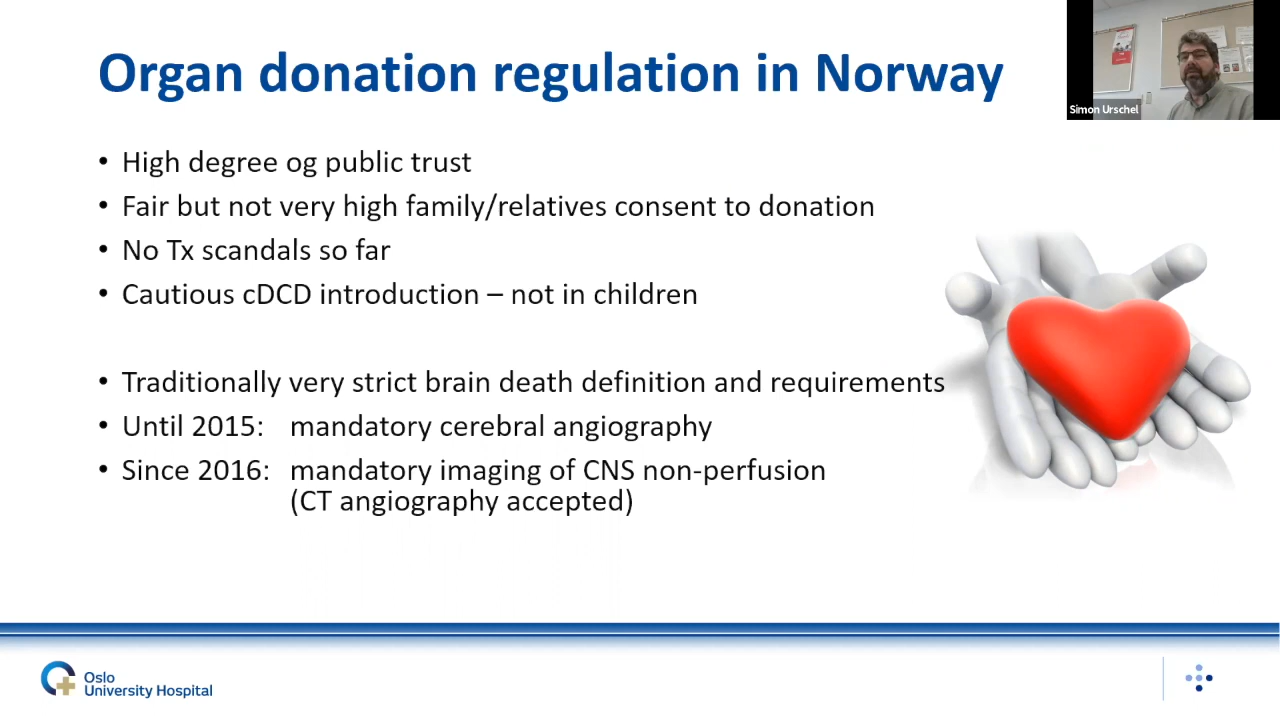 Organ donation regulation in Norway
Simon Urschel
• High degree og public trust
• Fair but not very high family/relatives consent to donation
• No Tx scandals so far
• Cautious cDCD introduction – not in children
• Traditionally very strict brain death definition and requirements
• Until 2015: mandatory cerebral angiography
• Since 2016: mandatory imaging of CNS non-perfusion
(CT angiography accepted)
Oslo
University Hospital